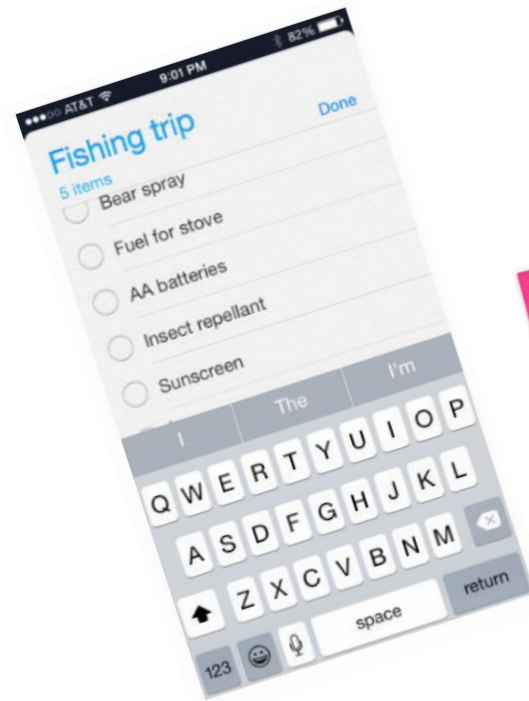 AT&T 9:01 PM 82%
Fishing trip Done
5 items
Bear spray
Fuel for stove
AA batteries
Insect repellant
Sunscreen
I The I'm
Q W E R T Y U I O P
A S D F G H J K L
Z X C V B N M
123 space return